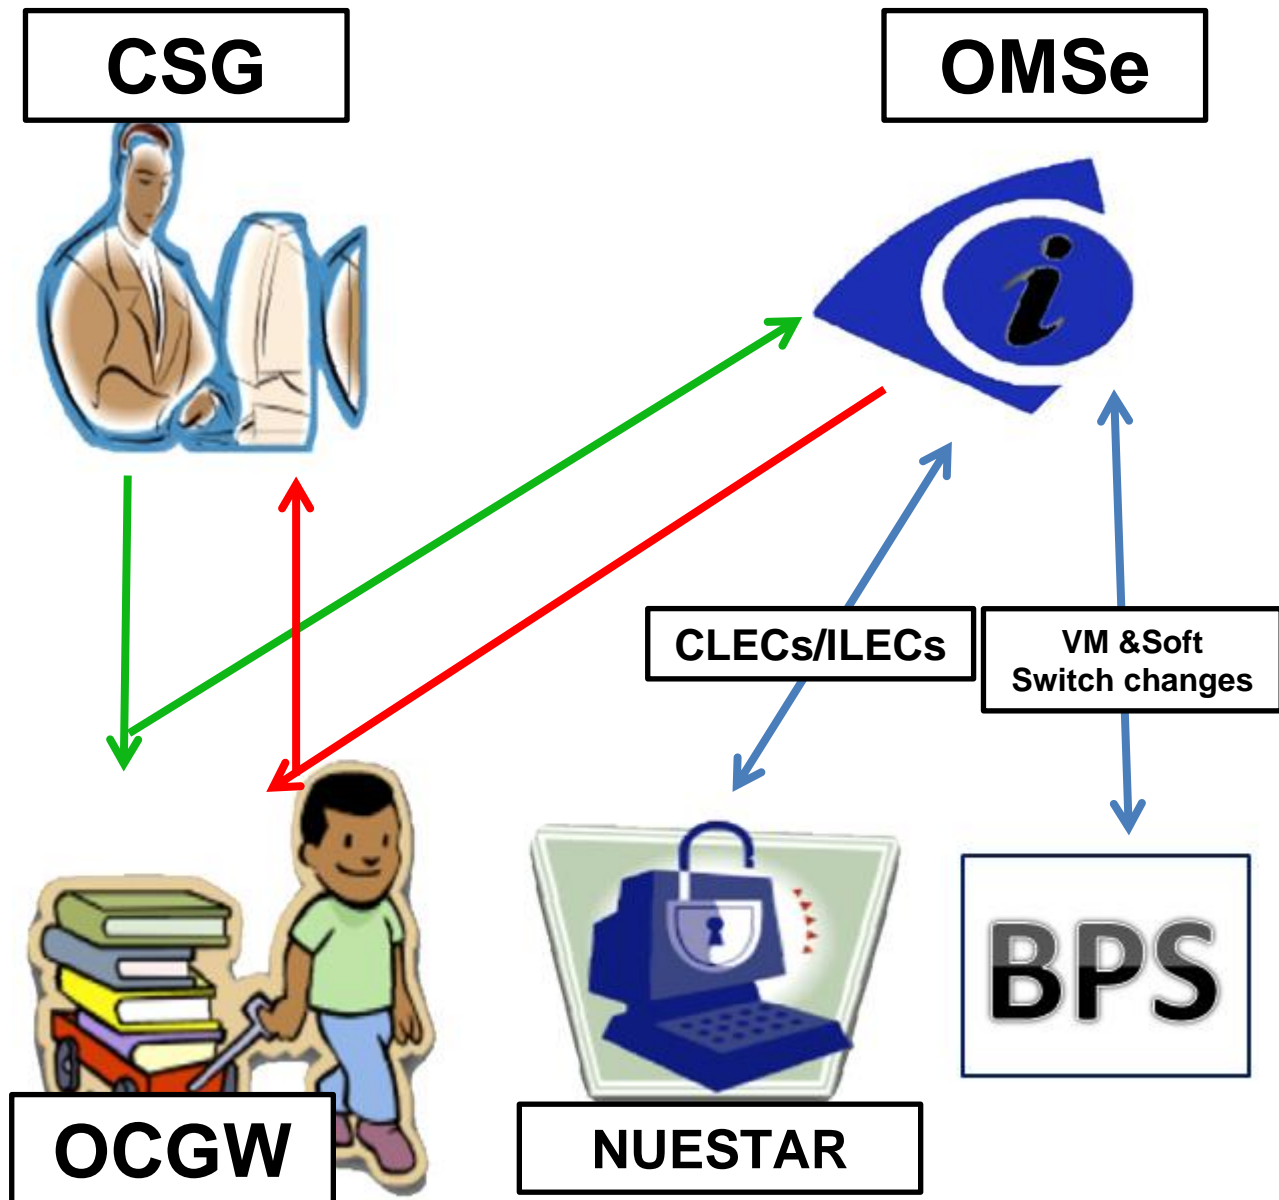 CSG
OMSe
i
CLECs/ILECs
VM &Soft
Switch changes
BPS
OCGW
NUESTAR